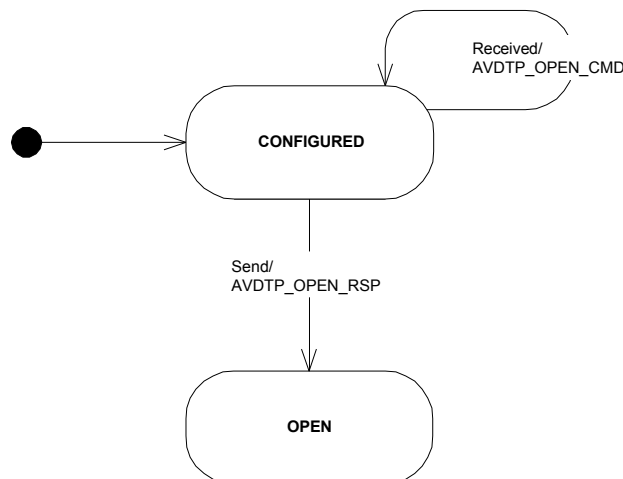 Received/
AVDTP_OPEN_CMD
CONFIGURED
Send/
AVDTP_OPEN_RSP
OPEN